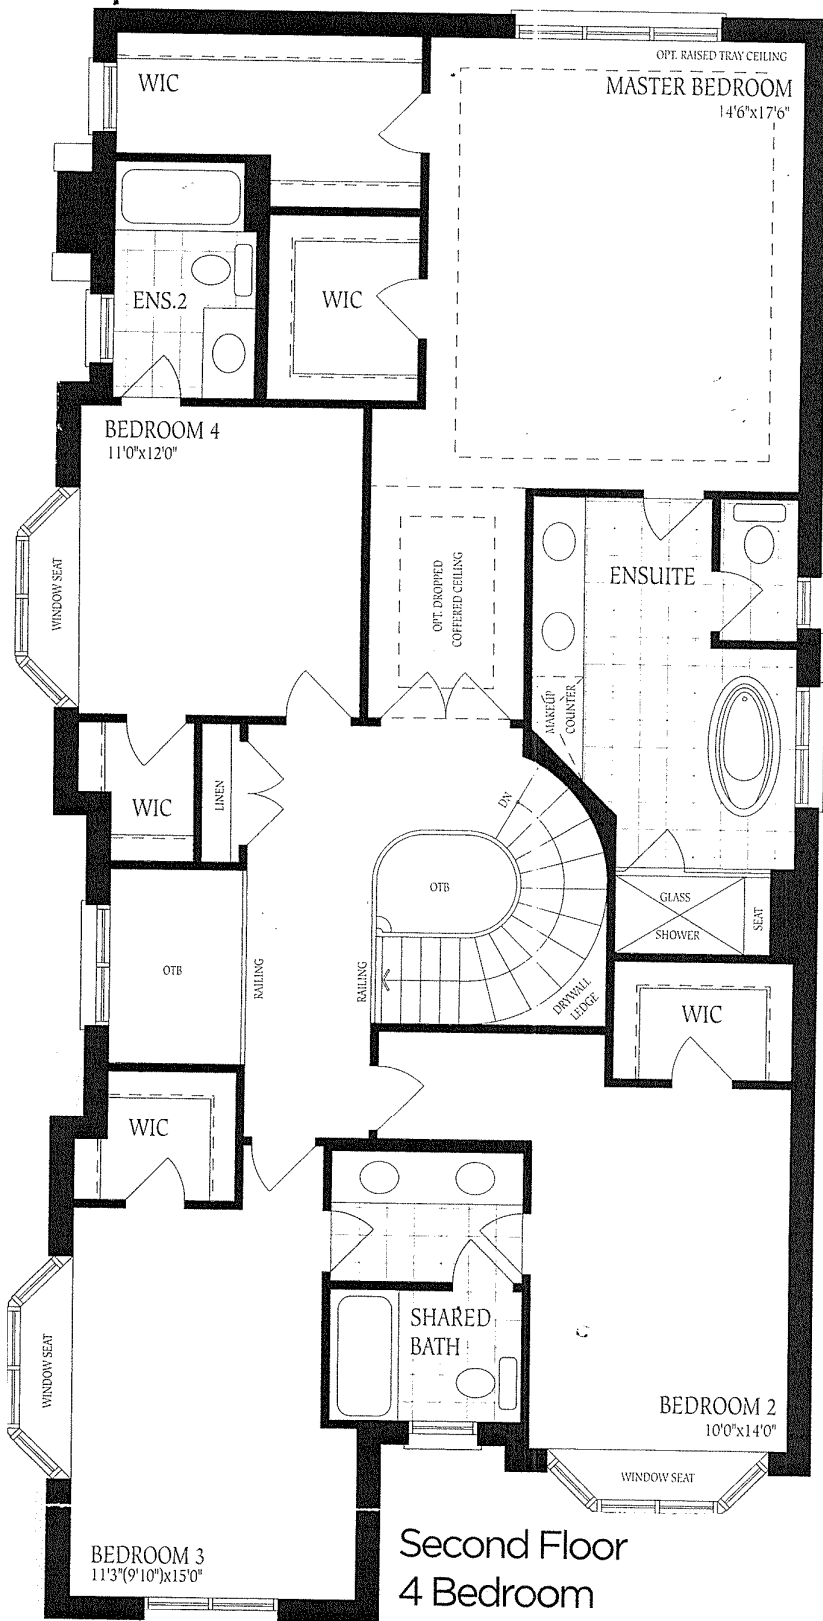 OPT. RAISED TRAY CEILING
MASTER BEDROOM
14'6"x17'6"
WIC
WIC
ENS.2
BEDROOM 4
11'0"x12'0"
WINDOW SEAT
OPT. DROPPED
COFFERED CEILING
ENSUITE
MAKEUP
COUNTER
WIC
LINEN
DN
OTB
GLASS
SHOWER
SEAT
OTB
RAILING
RAILING
DRYWALL
LEDGE
WIC
WIC
SHARED
BATH
WINDOW SEAT
BEDROOM 2
10'0"x14'0"
WINDOW SEAT
BEDROOM 3
11'3"(9'10")x15'0"
Second Floor
4 Bedroom